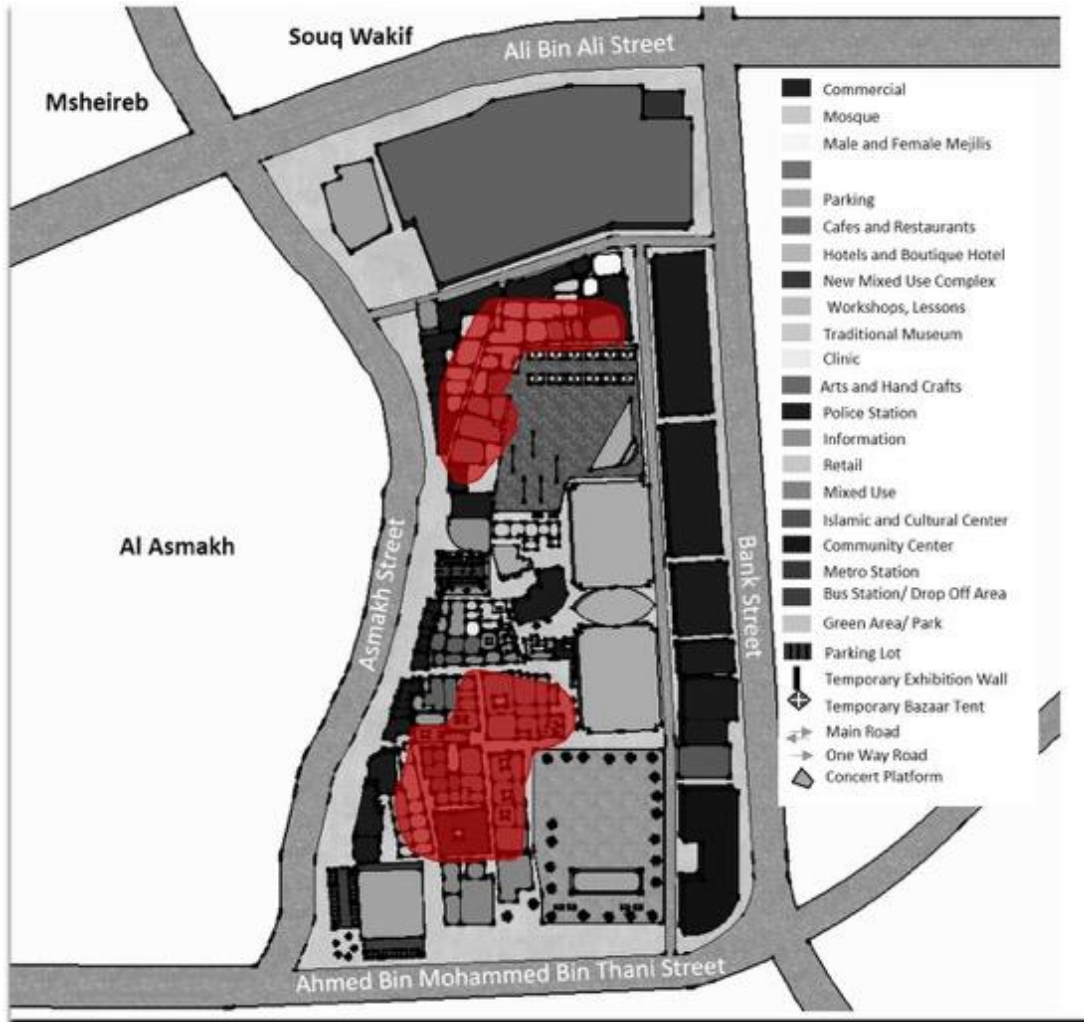 Souq Wakif
Ali Bin Ali Street
Msheireb
Commercial
Mosque
Male and Female Mejilis
Parking
Cafes and Restaurants
Hotels and Boutique Hotel
New Mixed Use Complex
Workshops, Lessons
Traditional Museum
Clinic
Arts and Hand Crafts
Police Station
Information
Retail
Mixed Use
Islamic and Cultural Center
Community Center
Metro Station
Bus Station/ Drop Off Area
Green Area/ Park
Parking Lot
Temporary Exhibition Wall
Temporary Bazaar Tent
Main Road
One Way Road
Concert Platform
Al Asmakh
Asmakh Street
Bank Street
Ahmed Bin Mohammed Bin Thani Street